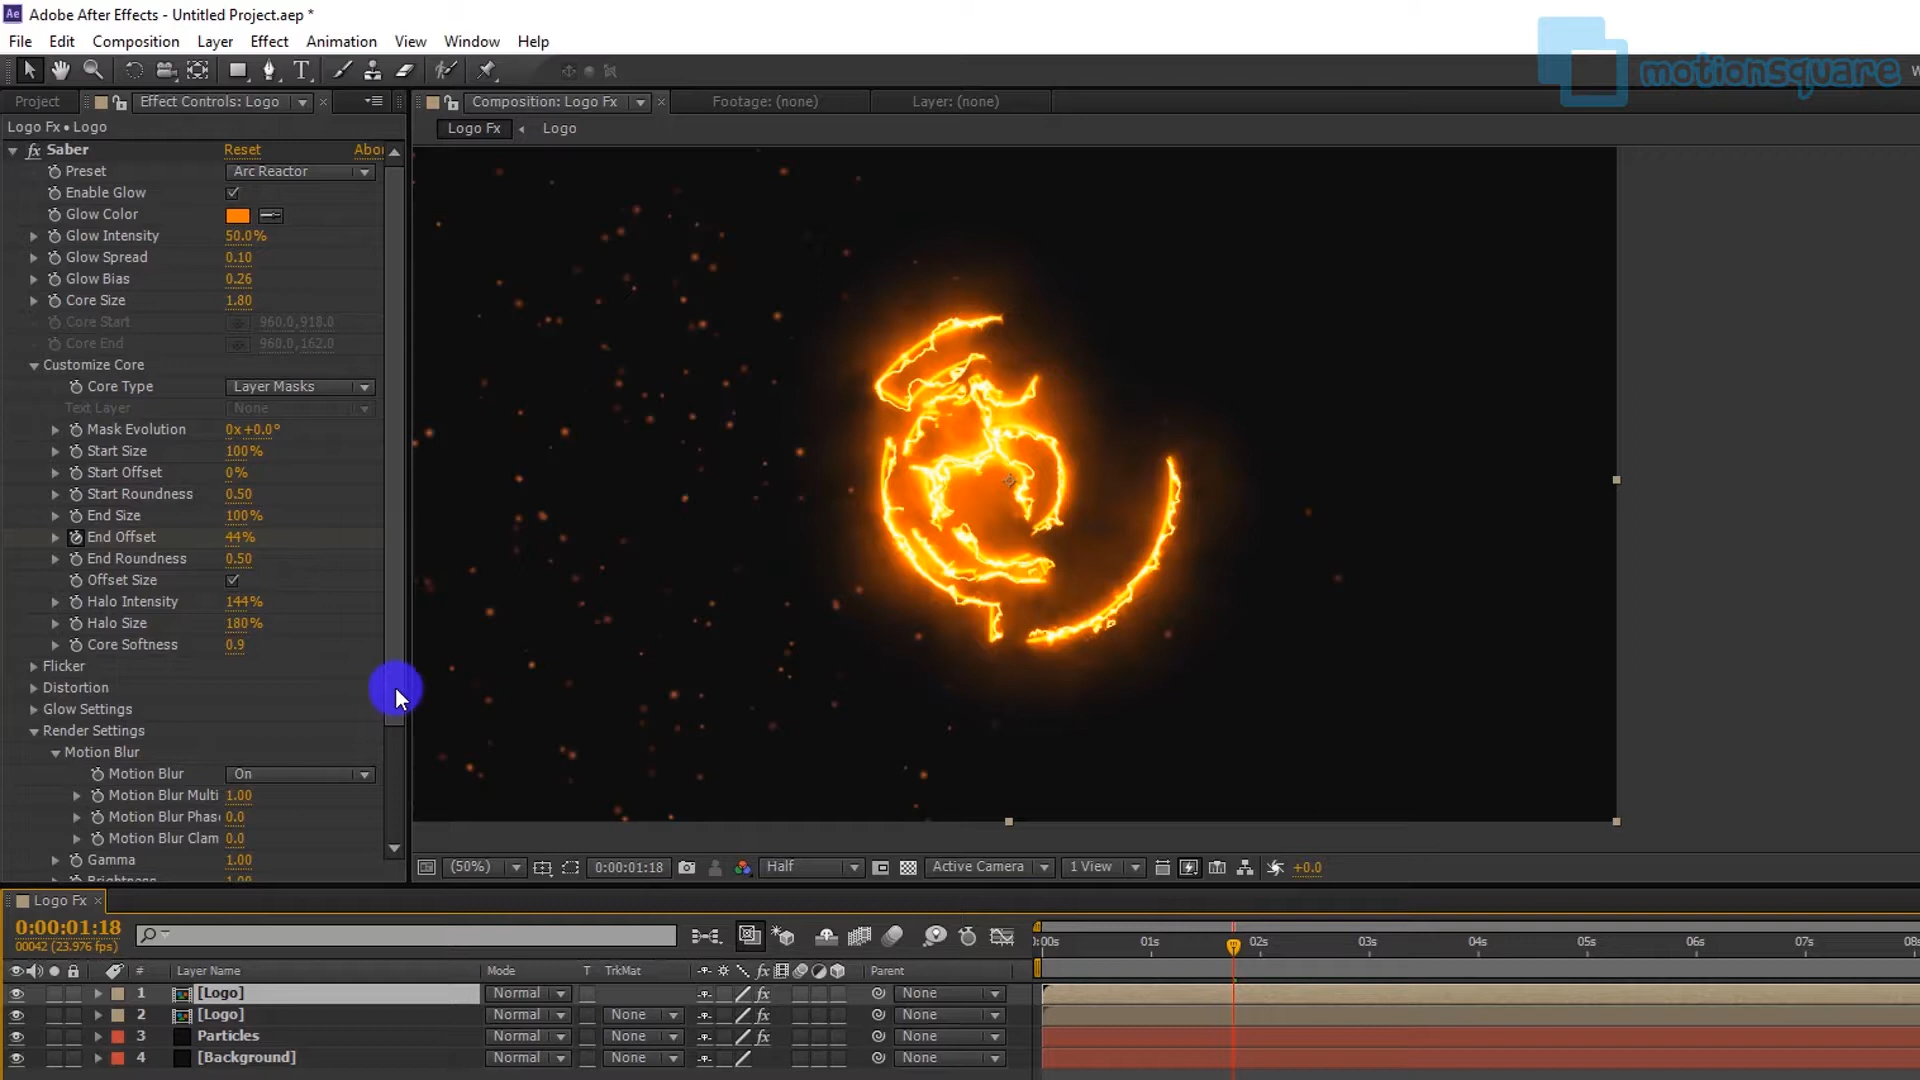 Adobe After Effects - Untitled Project.aep *
File Edit Composition Layer Effect Animation View Window Help
motionsquare
Project Effect Controls: Logo Composition: Logo Fx Footage: (none) Layer: (none)
Logo Fx • Logo
Logo Fx Logo
fx Saber Reset
Preset Arc Reactor
Enable Glow
Glow Color
Glow Intensity 50.0%
Glow Spread 0.10
Glow Bias 0.26
Core Size 1.80
Core Start 960.0,918.0
Core End 960.0,162.0
Customize Core
Core Type Layer Masks
Text Layer None
Mask Evolution 0x+0.0°
Start Size 100%
Start Offset 0%
Start Roundness 0.50
End Size 100%
End Offset 44%
End Roundness 0.50
Offset Size
Halo Intensity 144%
Halo Size 180%
Core Softness 0.9
Flicker
Distortion
Glow Settings
Render Settings
Motion Blur
Motion Blur On
Motion Blur Multi 1.00
Motion Blur Phas 0.0
Motion Blur Clam 0.0
Gamma 1.00
Brightness 1.00
(50%) 0:00:01:18 Half Active Camera 1 View +0.0
Logo Fx
0:00:01:18
00042 (23.976 fps)
:00s 01s 02s 03s 04s 05s 06s 07s 08s
# Layer Name Mode T TrkMat fx Parent
1 [Logo] Normal fx None
2 [Logo] Normal None fx None
3 Particles Normal None fx None
4 [Background] Normal None None